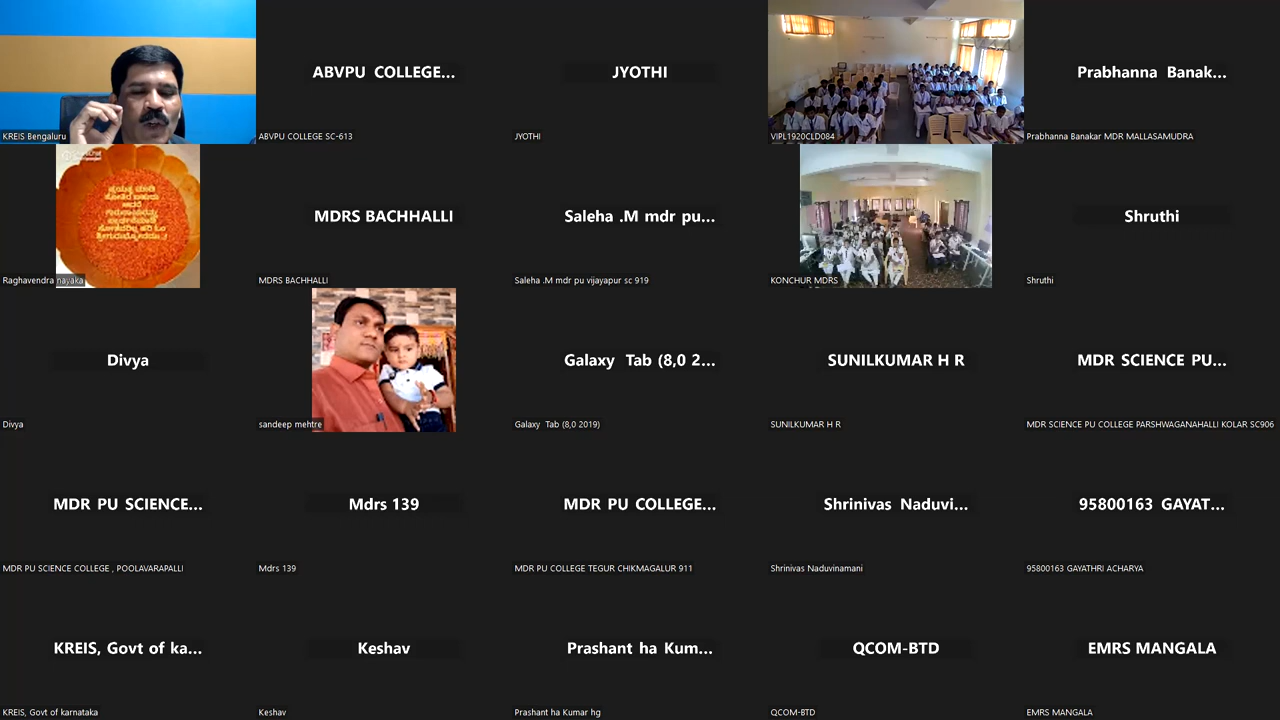 KREIS Bengaluru
ABVPU COLLEGE...
ABVPU COLLEGE SC-613
JYOTHI
JYOTHI
VIPL1920CLD084
Prabhanna Banak...
Prabhanna Banakar MDR MALLASAMUDRA
Raghavendra nayaka
MDRS BACHHALLI
MDRS BACHHALLI
Saleha .M mdr pu...
Saleha .M mdr pu vijayapur sc 919
KONCHUR MDRS
Shruthi
Shruthi
Divya
Divya
sandeep mehtre
Galaxy Tab (8,0 2...
Galaxy Tab (8,0 2019)
SUNILKUMAR H R
SUNILKUMAR H R
MDR SCIENCE PU...
MDR SCIENCE PU COLLEGE PARSHWAGANAHALLI KOLAR SC906
MDR PU SCIENCE...
MDR PU SCIENCE COLLEGE , POOLAVARAPALLI
Mdrs 139
Mdrs 139
MDR PU COLLEGE...
MDR PU COLLEGE TEGUR CHIKMAGALUR 911
Shrinivas Naduvi...
Shrinivas Naduvinamani
95800163 GAYAT...
95800163 GAYATHRI ACHARYA
KREIS, Govt of ka...
KREIS, Govt of karnataka
Keshav
Keshav
Prashant ha Kum...
Prashant ha Kumar hg
QCOM-BTD
QCOM-BTD
EMRS MANGALA
EMRS MANGALA